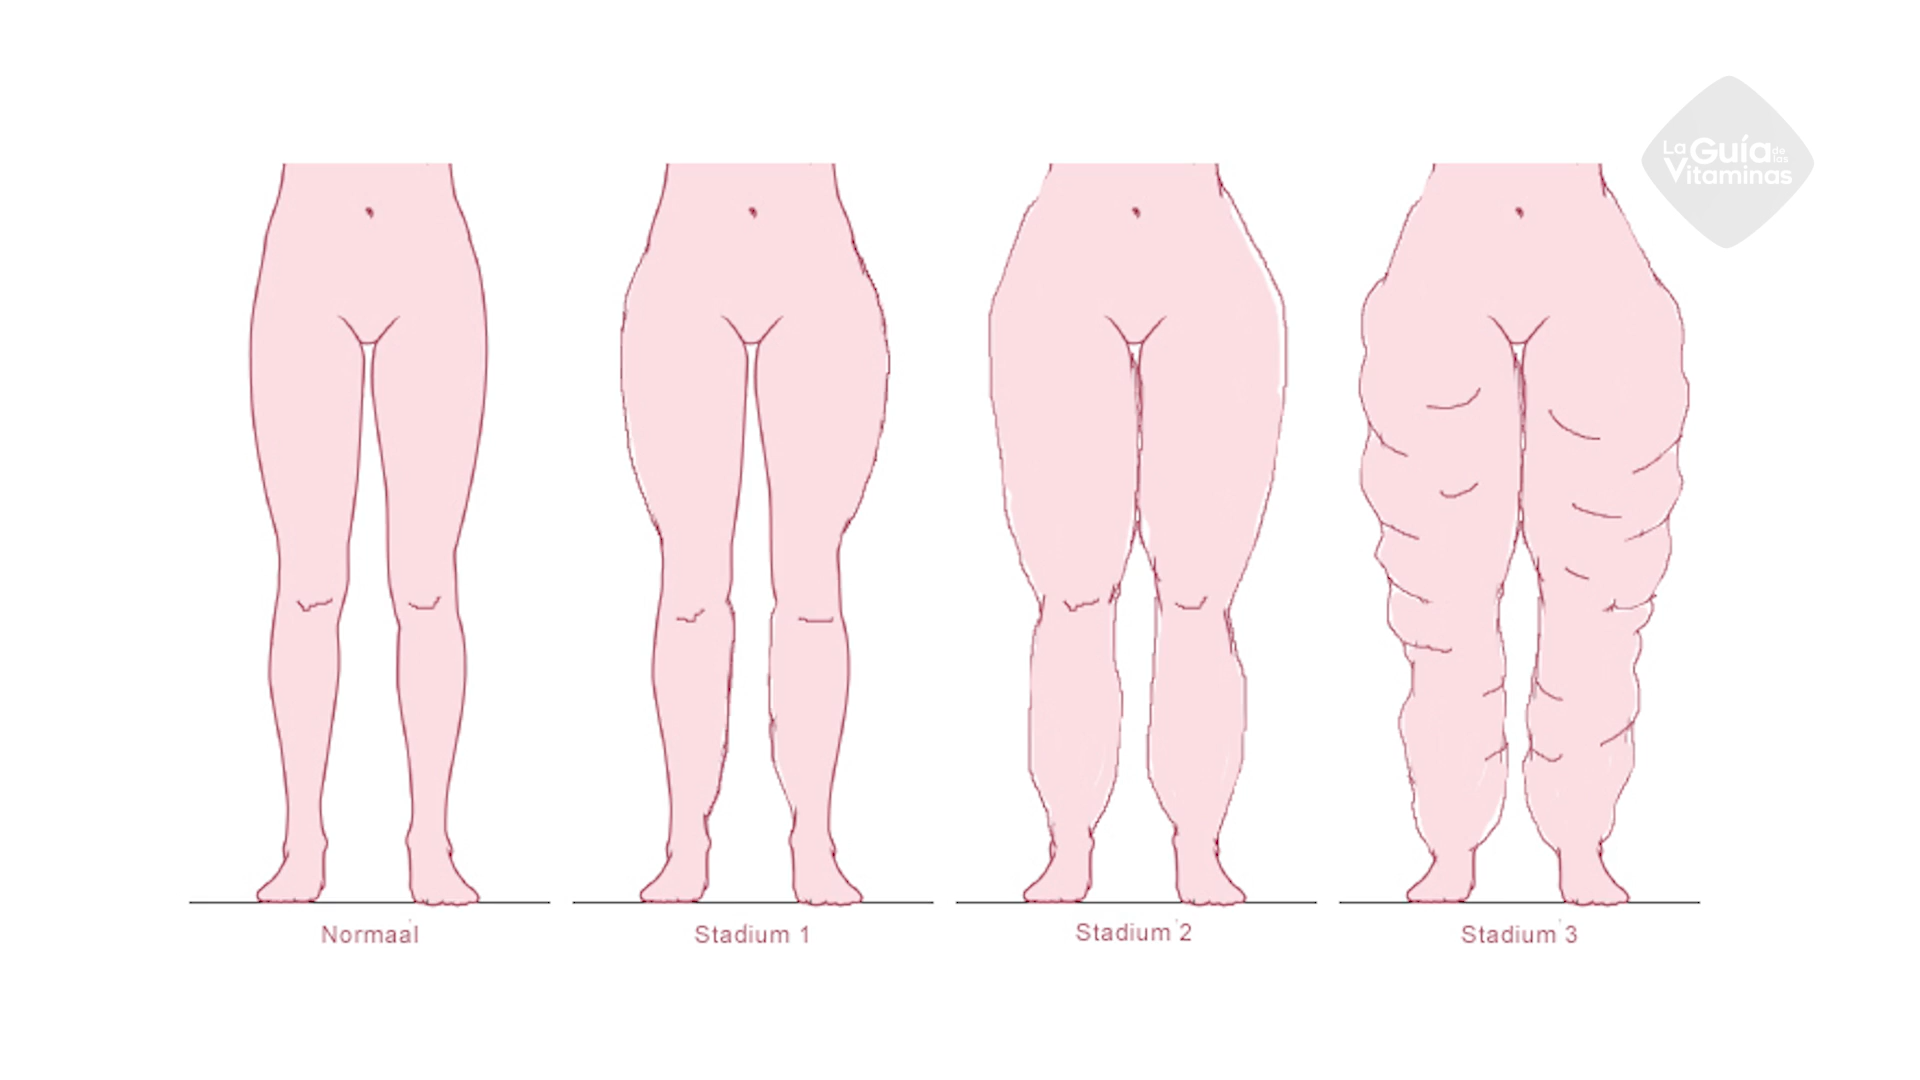 La Guía de las
Vitaminas
Normaal
Stadium 1
Stadium 2
Stadium 3